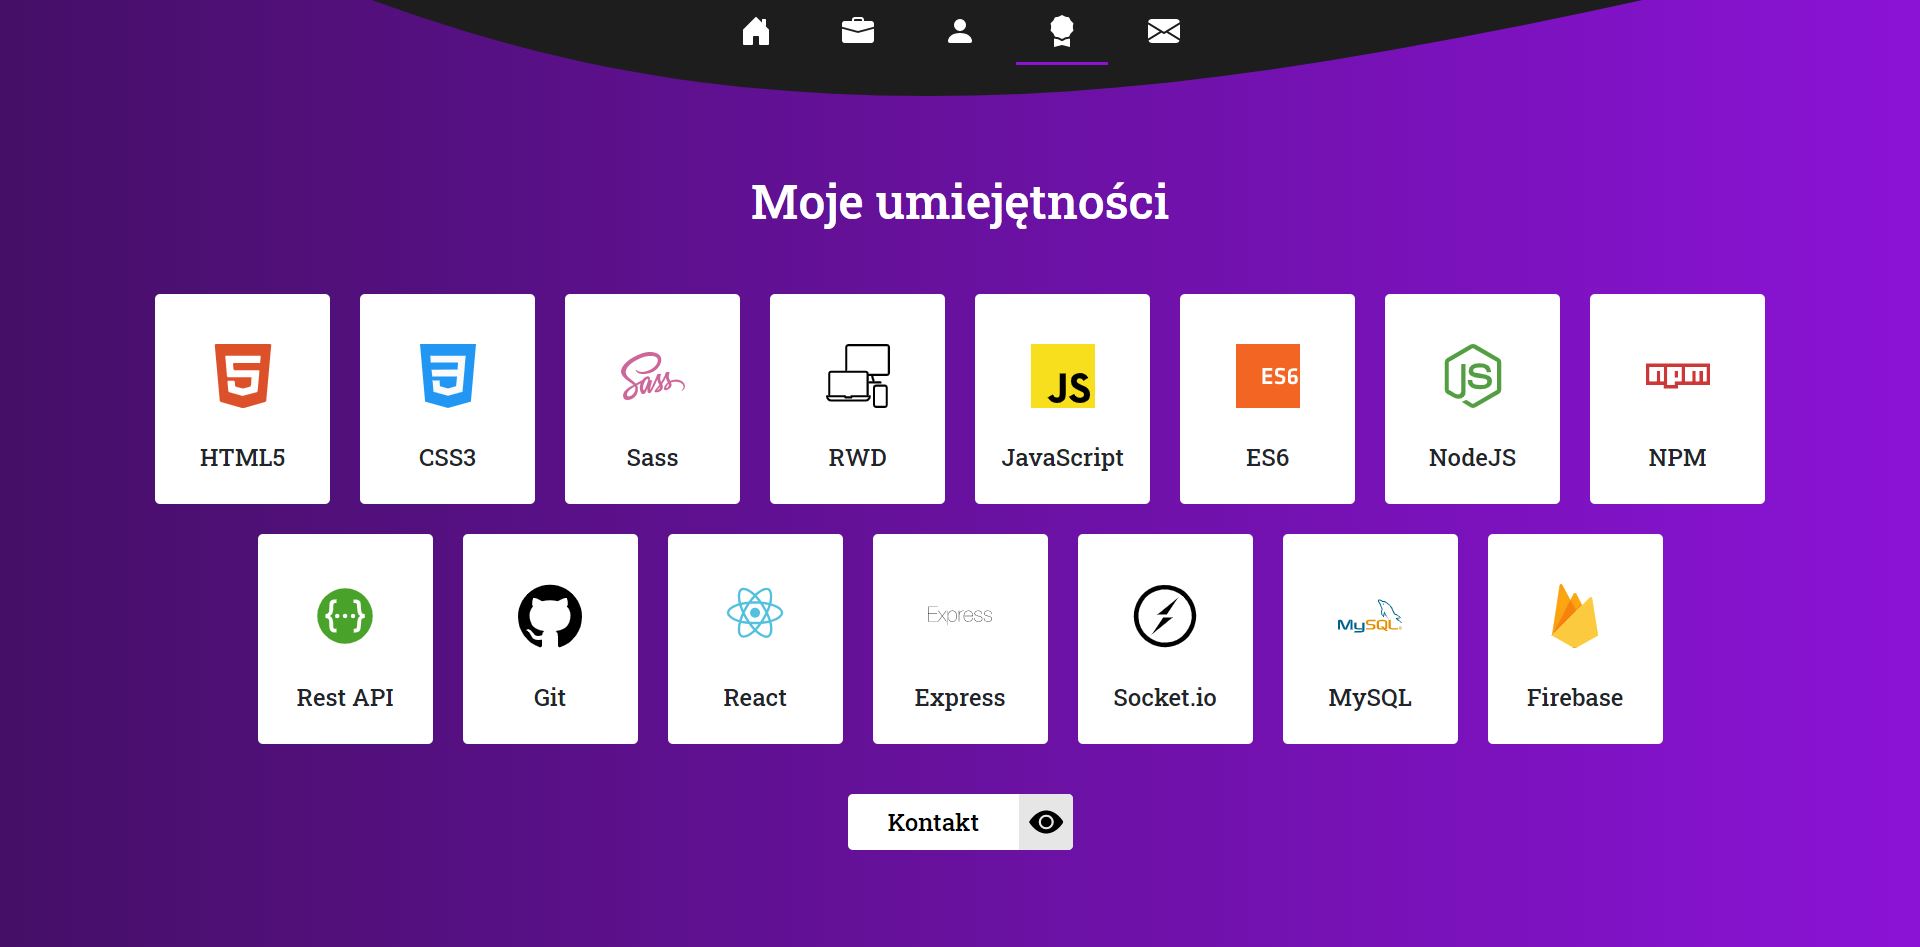 Moje umiejętności
Sass JS ES6 JS npm
HTML5 CSS3 Sass RWD JavaScript ES6 NodeJS NPM
{···} Express MySQL
Rest API Git React Express Socket.io MySQL Firebase
Kontakt